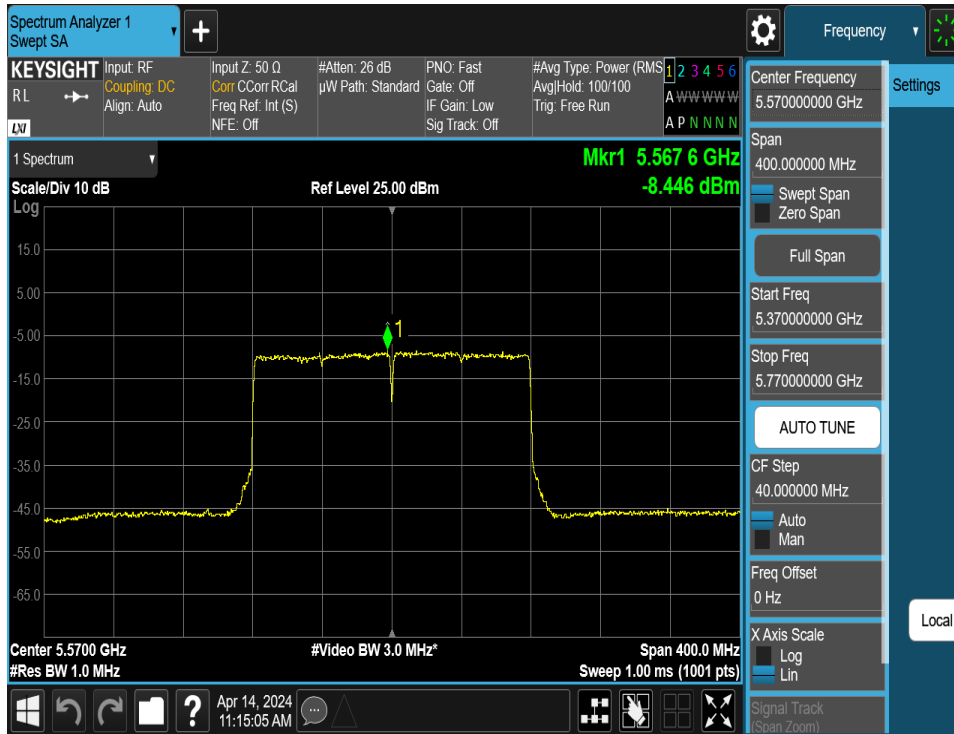 Spectrum Analyzer 1
Swept SA
+
Frequency
KEYSIGHT
R L
LXI
Input: RF
Coupling: DC
Align: Auto
Input Z: 50 Ω
Corr CCorr RCal
Freq Ref: Int (S)
NFE: Off
#Atten: 26 dB
µW Path: Standard
PNO: Fast
Gate: Off
IF Gain: Low
Sig Track: Off
#Avg Type: Power (RMS
Avg|Hold: 100/100
Trig: Free Run
1 2 3 4 5 6
A W W W W W
A P N N N N
1 Spectrum
Mkr1 5.567 6 GHz
-8.446 dBm
Scale/Div 10 dB
Ref Level 25.00 dBm
Log
15.0
5.00
-5.00
-15.0
-25.0
-35.0
-45.0
-55.0
-65.0
1
Center 5.5700 GHz
#Video BW 3.0 MHz*
Span 400.0 MHz
#Res BW 1.0 MHz
Sweep 1.00 ms (1001 pts)
Center Frequency
5.570000000 GHz
Span
400.000000 MHz
Swept Span
Zero Span
Full Span
Start Freq
5.370000000 GHz
Stop Freq
5.770000000 GHz
AUTO TUNE
CF Step
40.000000 MHz
Auto
Man
Freq Offset
0 Hz
X Axis Scale
Log
Lin
Signal Track
(Span Zoom)
Settings
Local
?
Apr 14, 2024
11:15:05 AM